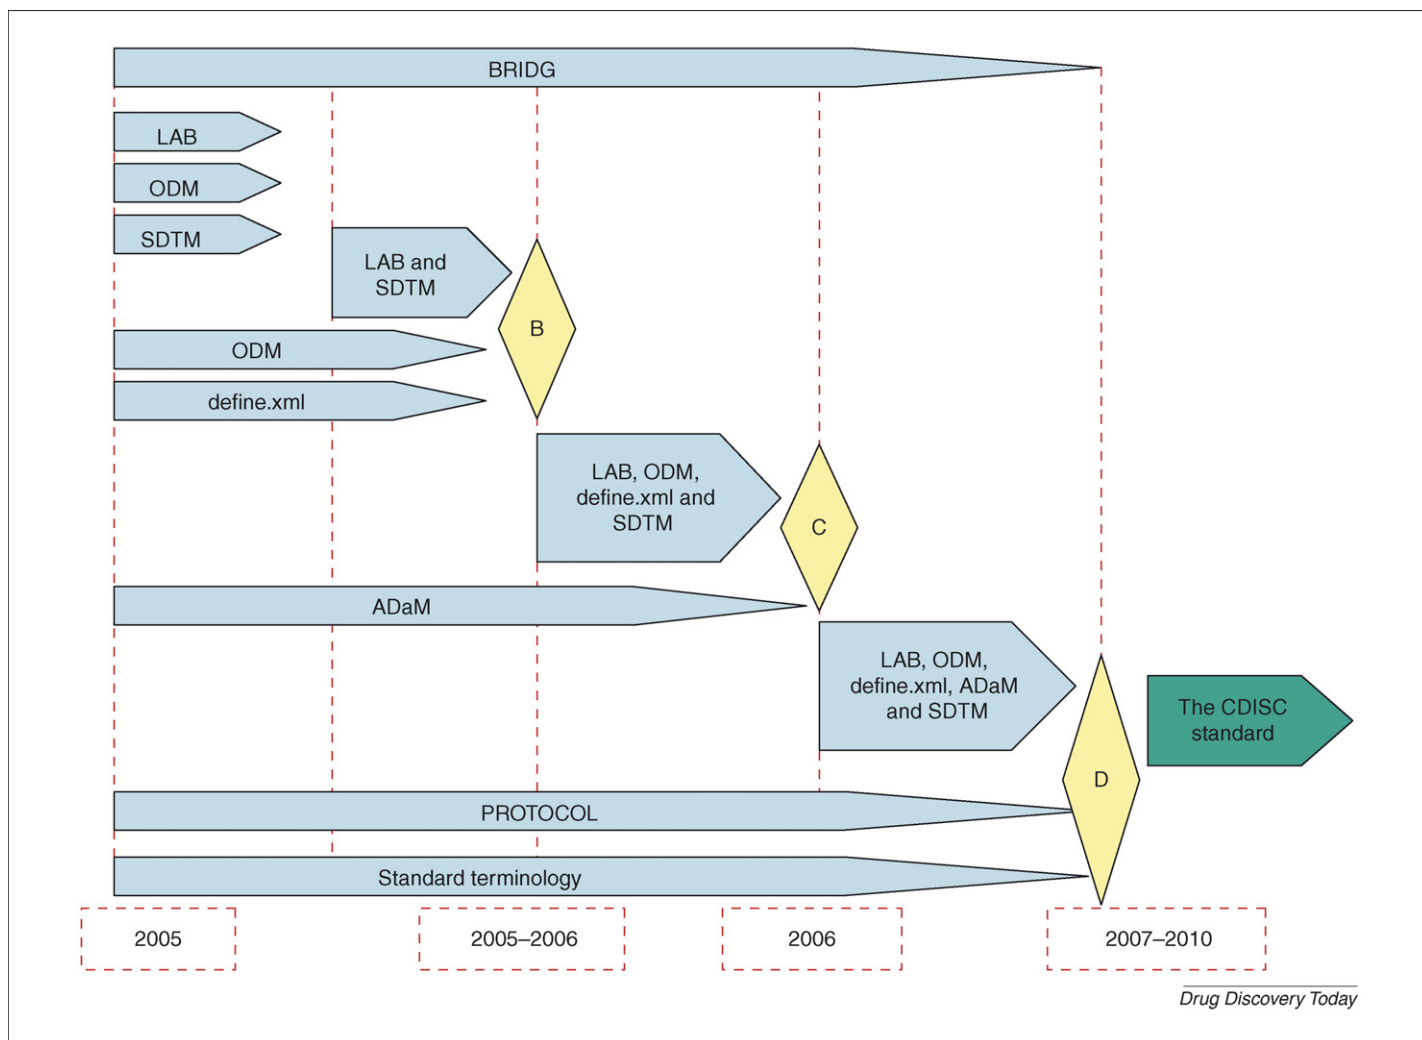 BRIDG
LAB
ODM
SDTM
LAB and
SDTM
B
ODM
define.xml
LAB, ODM,
define.xml and
SDTM
C
ADaM
LAB, ODM,
define.xml, ADaM
and SDTM
The CDISC
standard
D
PROTOCOL
Standard terminology
2005
2005–2006
2006
2007–2010
Drug Discovery Today